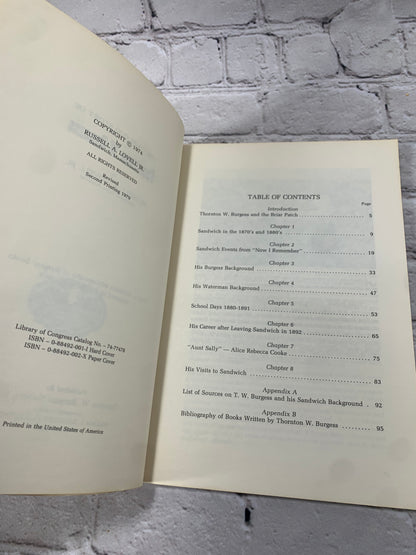 COPYRIGHT © 1974
by
RUSSELL A. LOVELL JR.
Sandwich, Massachusetts
ALL RIGHTS RESERVED
Revised
Second Printing 1979
Library of Congress Catalog No. : 74-77478
ISBN - 0-88492-001-1 Hard Cover
ISBN - 0-88492-002-X Paper Cover
Printed in the United States of America
TABLE OF CONTENTS
Page
Introduction
Thornton W. Burgess and the Briar Patch . . 5
Chapter 1
Sandwich in the 1870's and 1880's . . 9
Chapter 2
Sandwich Events from "Now I Remember" . . 19
Chapter 3
His Burgess Background . . 33
Chapter 4
His Waterman Background . . 47
Chapter 5
School Days 1880-1891 . . 53
Chapter 6
His Career after Leaving Sandwich in 1892 . . 67
Chapter 7
"Aunt Sally" — Alice Rebecca Cooke . . 75
Chapter 8
His Visits to Sandwich . . 83
Appendix A
List of Sources on T. W. Burgess and his Sandwich Background . 92
Appendix B
Bibliography of Books Written by Thornton W. Burgess . . 95